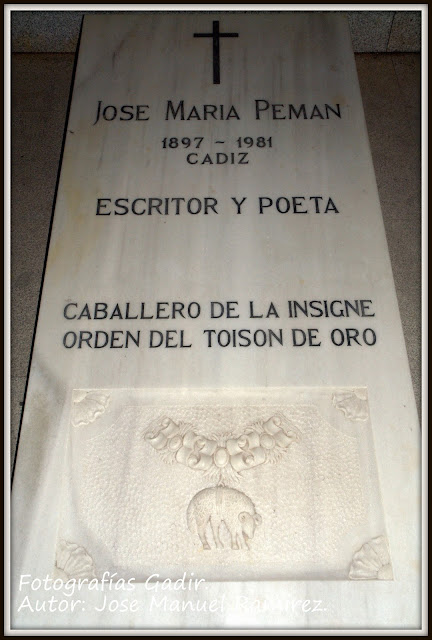 JOSE MARIA PEMAN
1897 ~ 1981
CADIZ
ESCRITOR Y POETA
CABALLERO DE LA INSIGNE
ORDEN DEL TOISON DE ORO
Fotografías Gadir.
Autor: Jose Manuel Ramirez.